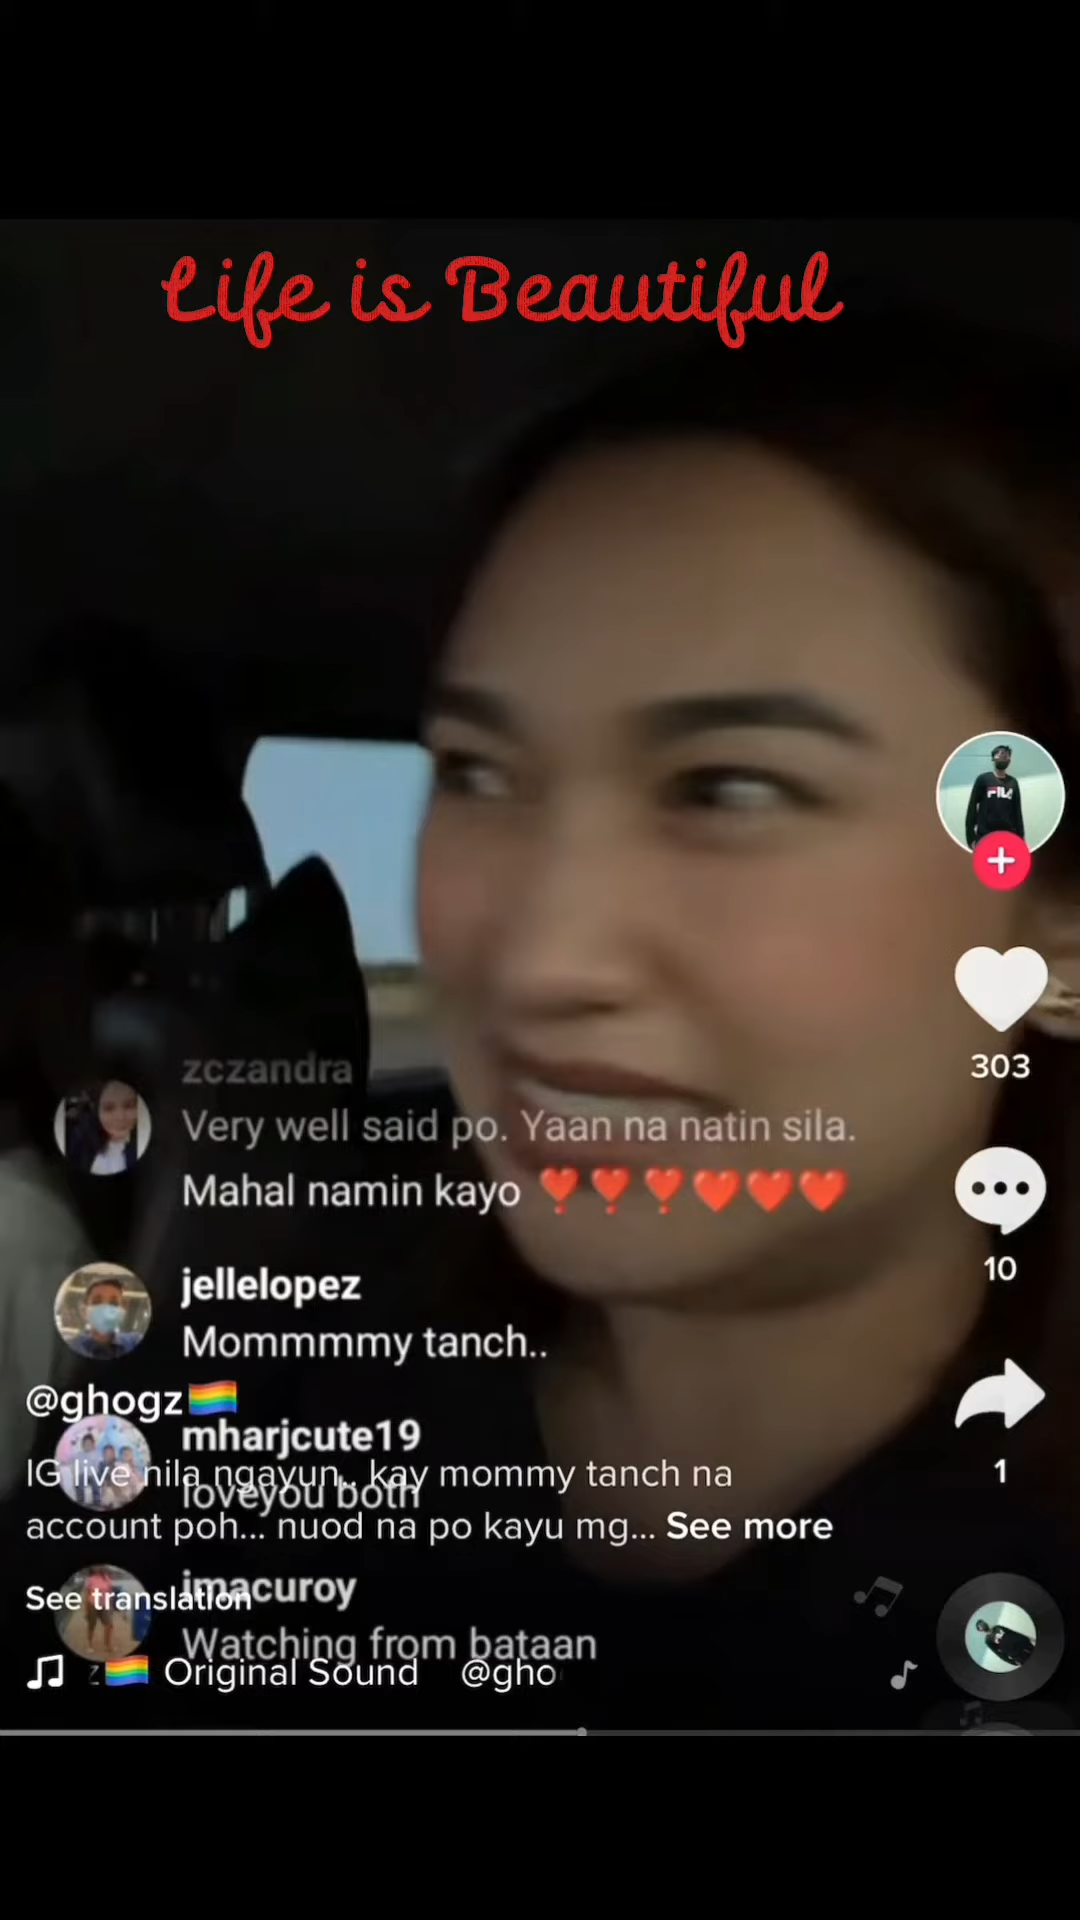 Life is Beautiful
FILA
303
zczandra
Very well said po. Yaan na natin sila.
Mahal namin kayo ❣❣❣❤❤❤
10
jellelopez
Mommmmy tanch..
@ghogz🏳️‍🌈
mharjcute19
IG live nila ngayun.. kay mommy tanch na
loveyou both
1
account poh... nuod na po kayu mg... See more
imacuroy
See translation
Watching from bataan
z🏳️‍🌈 Original Sound @gho